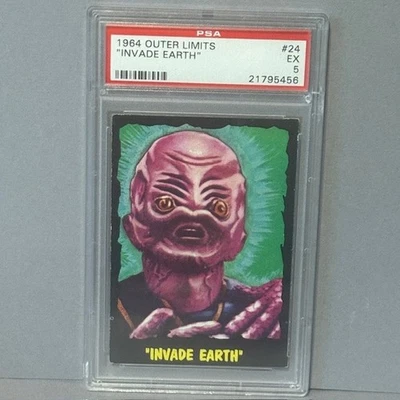 PSA
1964 OUTER LIMITS #24
"INVADE EARTH" EX
5
21795456
"INVADE EARTH"